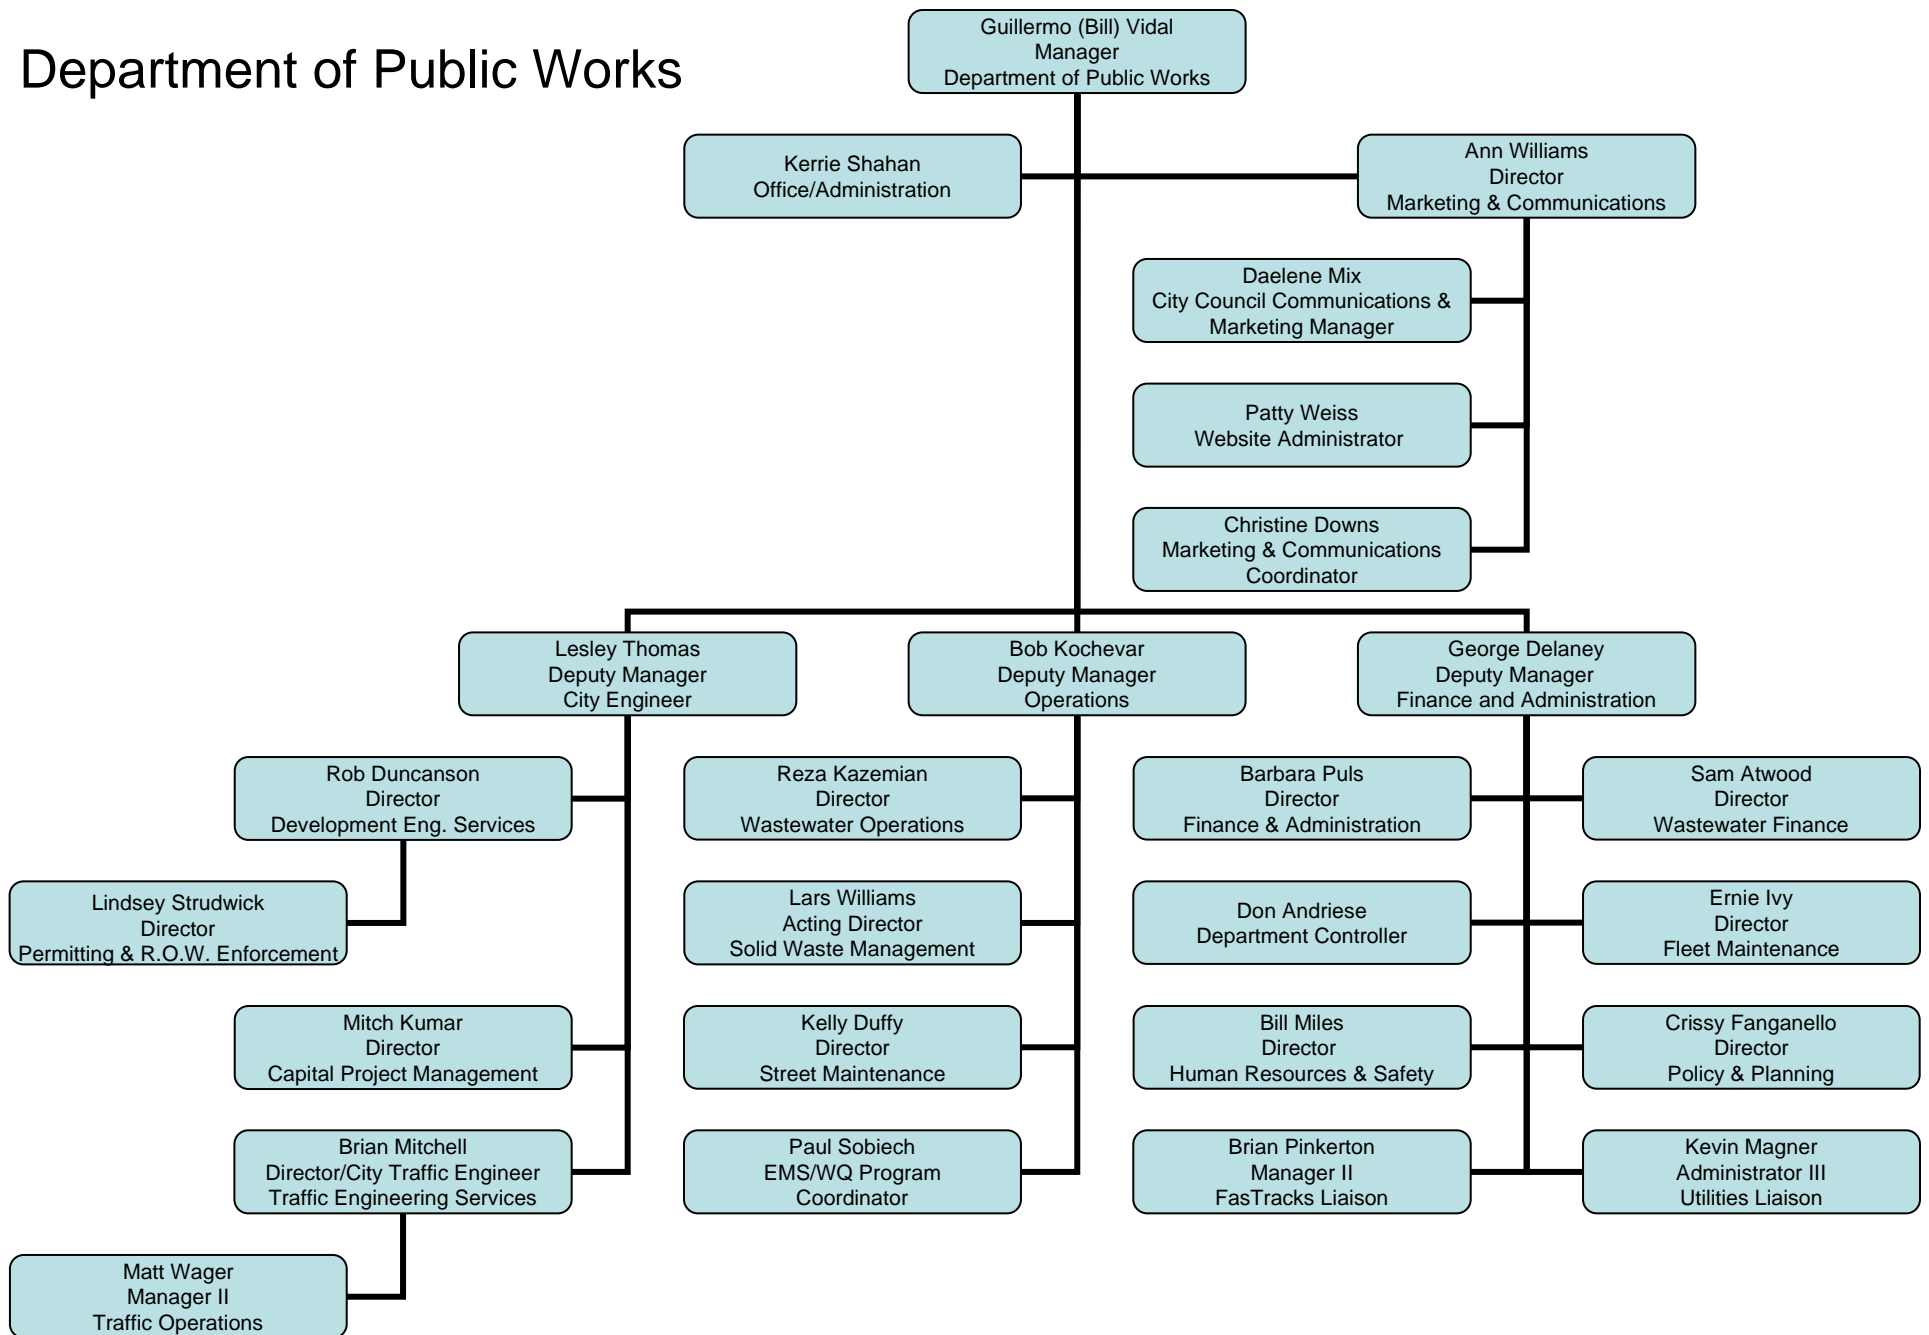 Department of Public Works
Guillermo (Bill) Vidal
Manager
Department of Public Works
Kerrie Shahan
Office/Administration
Ann Williams
Director
Marketing & Communications
Daelene Mix
City Council Communications &
Marketing Manager
Patty Weiss
Website Administrator
Christine Downs
Marketing & Communications
Coordinator
Lesley Thomas
Deputy Manager
City Engineer
Bob Kochevar
Deputy Manager
Operations
George Delaney
Deputy Manager
Finance and Administration
Rob Duncanson
Director
Development Eng. Services
Reza Kazemian
Director
Wastewater Operations
Barbara Puls
Director
Finance & Administration
Sam Atwood
Director
Wastewater Finance
Lindsey Strudwick
Director
Permitting & R.O.W. Enforcement
Lars Williams
Acting Director
Solid Waste Management
Don Andriese
Department Controller
Ernie Ivy
Director
Fleet Maintenance
Mitch Kumar
Director
Capital Project Management
Kelly Duffy
Director
Street Maintenance
Bill Miles
Director
Human Resources & Safety
Crissy Fanganello
Director
Policy & Planning
Brian Mitchell
Director/City Traffic Engineer
Traffic Engineering Services
Paul Sobiech
EMS/WQ Program
Coordinator
Brian Pinkerton
Manager II
FasTracks Liaison
Kevin Magner
Administrator III
Utilities Liaison
Matt Wager
Manager II
Traffic Operations